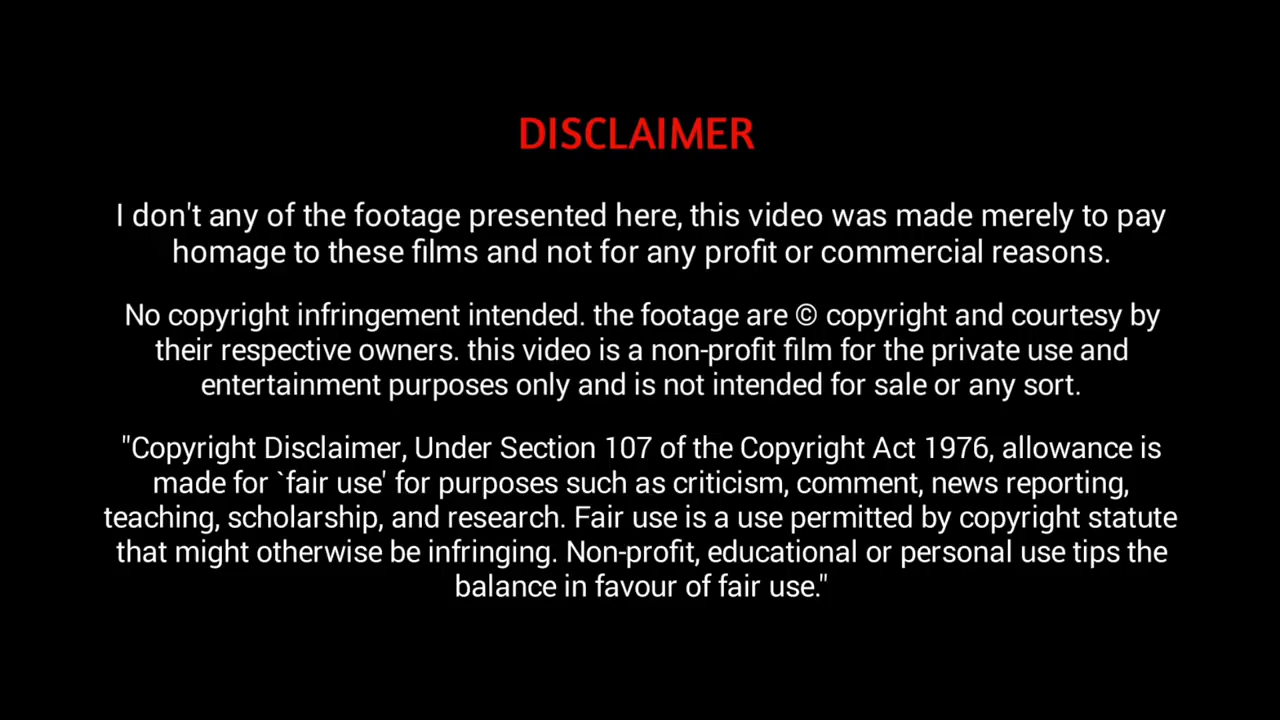 DISCLAIMER
I don't any of the footage presented here, this video was made merely to pay
homage to these films and not for any profit or commercial reasons.
No copyright infringement intended. the footage are © copyright and courtesy by
their respective owners. this video is a non-profit film for the private use and
entertainment purposes only and is not intended for sale or any sort.
"Copyright Disclaimer, Under Section 107 of the Copyright Act 1976, allowance is
made for `fair use' for purposes such as criticism, comment, news reporting,
teaching, scholarship, and research. Fair use is a use permitted by copyright statute
that might otherwise be infringing. Non-profit, educational or personal use tips the
balance in favour of fair use."